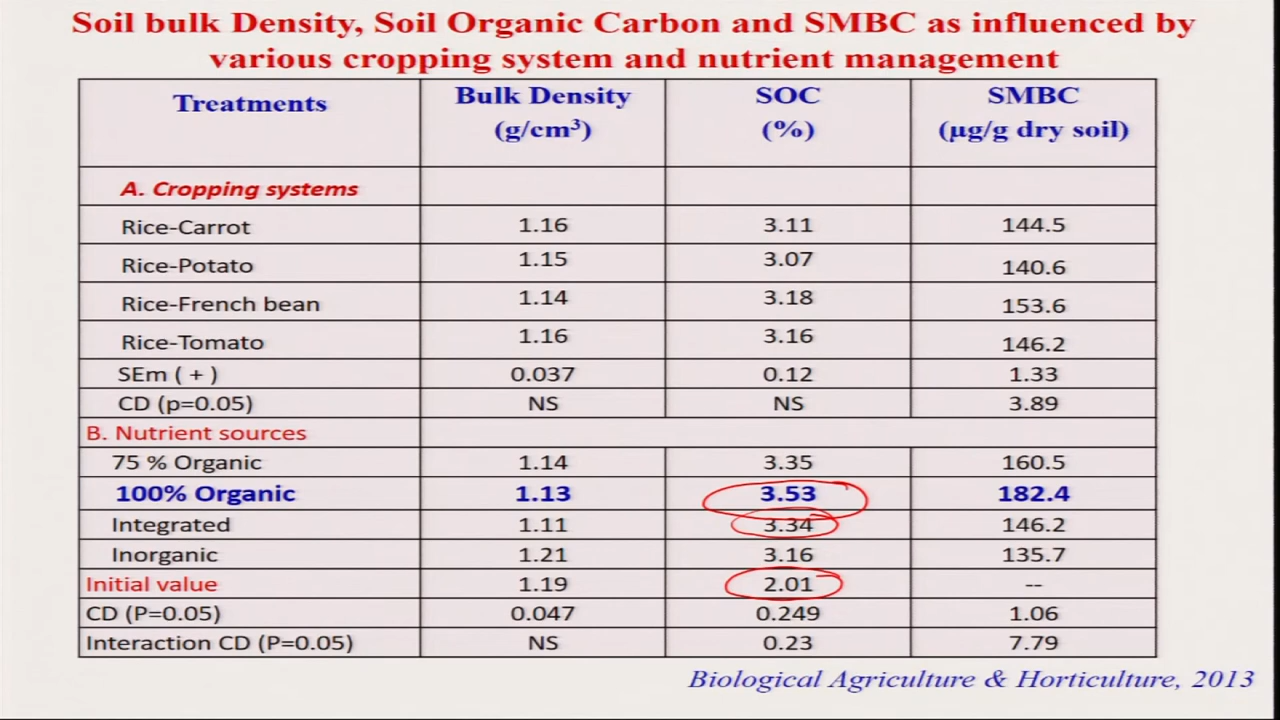 Soil bulk Density, Soil Organic Carbon and SMBC as influenced by
various cropping system and nutrient management
Treatments Bulk Density (g/cm³) SOC (%) SMBC (µg/g dry soil)
A. Cropping systems
Rice-Carrot 1.16 3.11 144.5
Rice-Potato 1.15 3.07 140.6
Rice-French bean 1.14 3.18 153.6
Rice-Tomato 1.16 3.16 146.2
SEm ( + ) 0.037 0.12 1.33
CD (p=0.05) NS NS 3.89
B. Nutrient sources
75 % Organic 1.14 3.35 160.5
100% Organic 1.13 3.53 182.4
Integrated 1.11 3.34 146.2
Inorganic 1.21 3.16 135.7
Initial value 1.19 2.01 --
CD (P=0.05) 0.047 0.249 1.06
Interaction CD (P=0.05) NS 0.23 7.79
Biological Agriculture & Horticulture, 2013